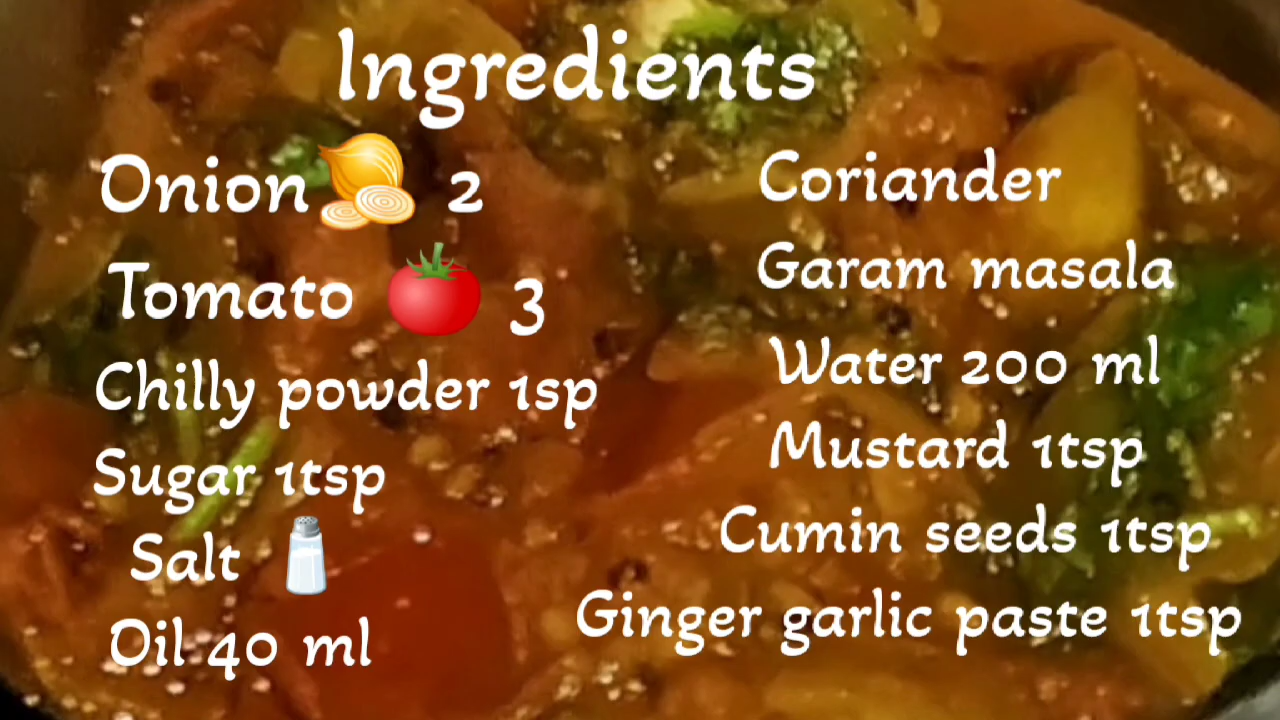 Ingredients
Onion 2
Tomato 3
Chilly powder 1sp
Sugar 1tsp
Salt
Oil 40 ml
Coriander
Garam masala
Water 200 ml
Mustard 1tsp
Cumin seeds 1tsp
Ginger garlic paste 1tsp